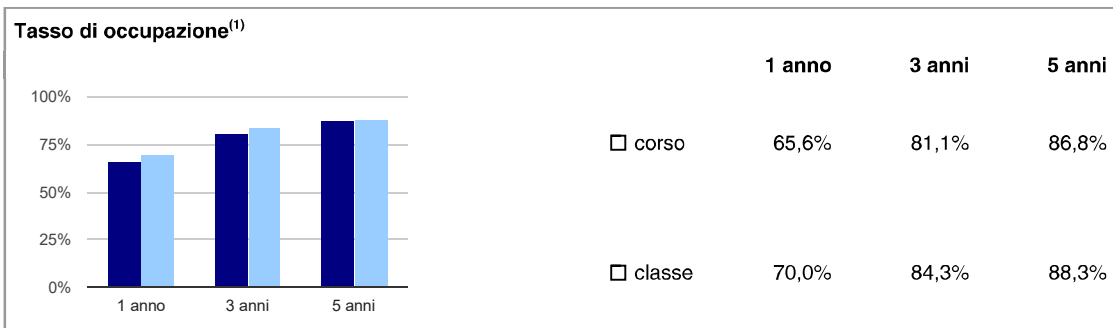 Tasso di occupazione(1)
1 anno 3 anni 5 anni
100%
75%
50%
25%
0%
1 anno 3 anni 5 anni
corso 65,6% 81,1% 86,8%
classe 70,0% 84,3% 88,3%